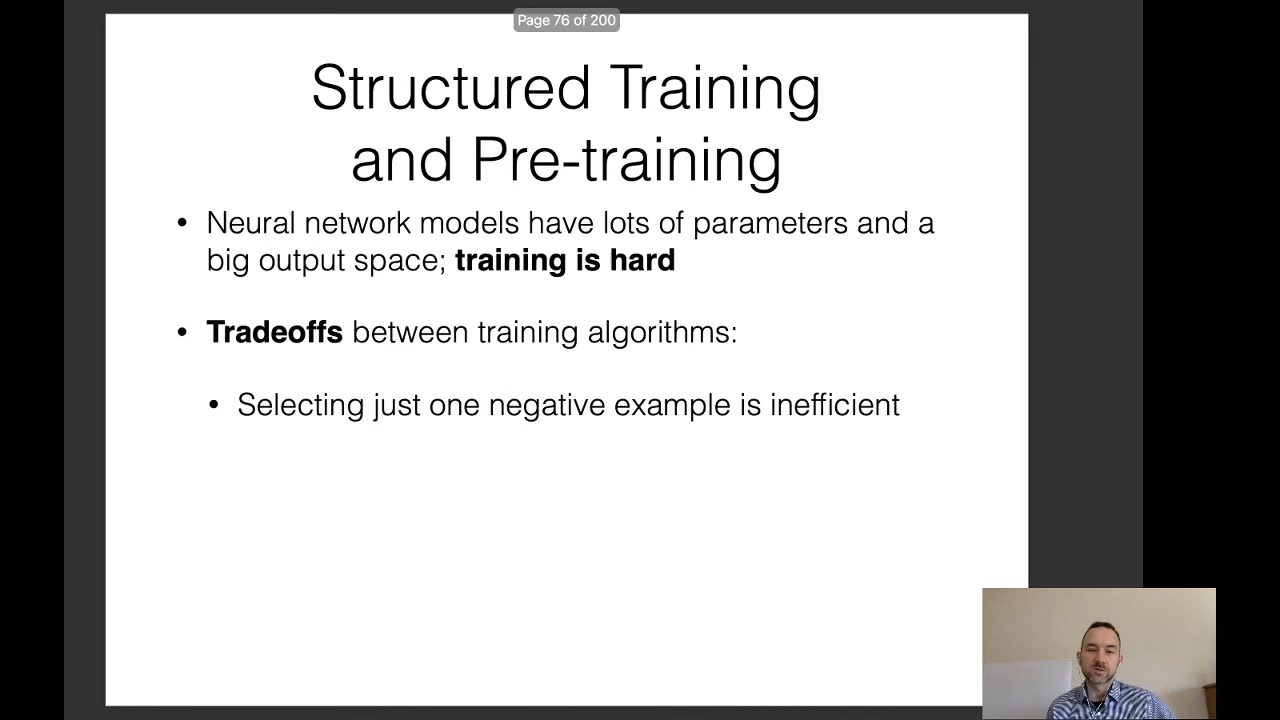 Page 76 of 200
Structured Training
and Pre-training
• Neural network models have lots of parameters and a
big output space; training is hard
• Tradeoffs between training algorithms:
• Selecting just one negative example is inefficient